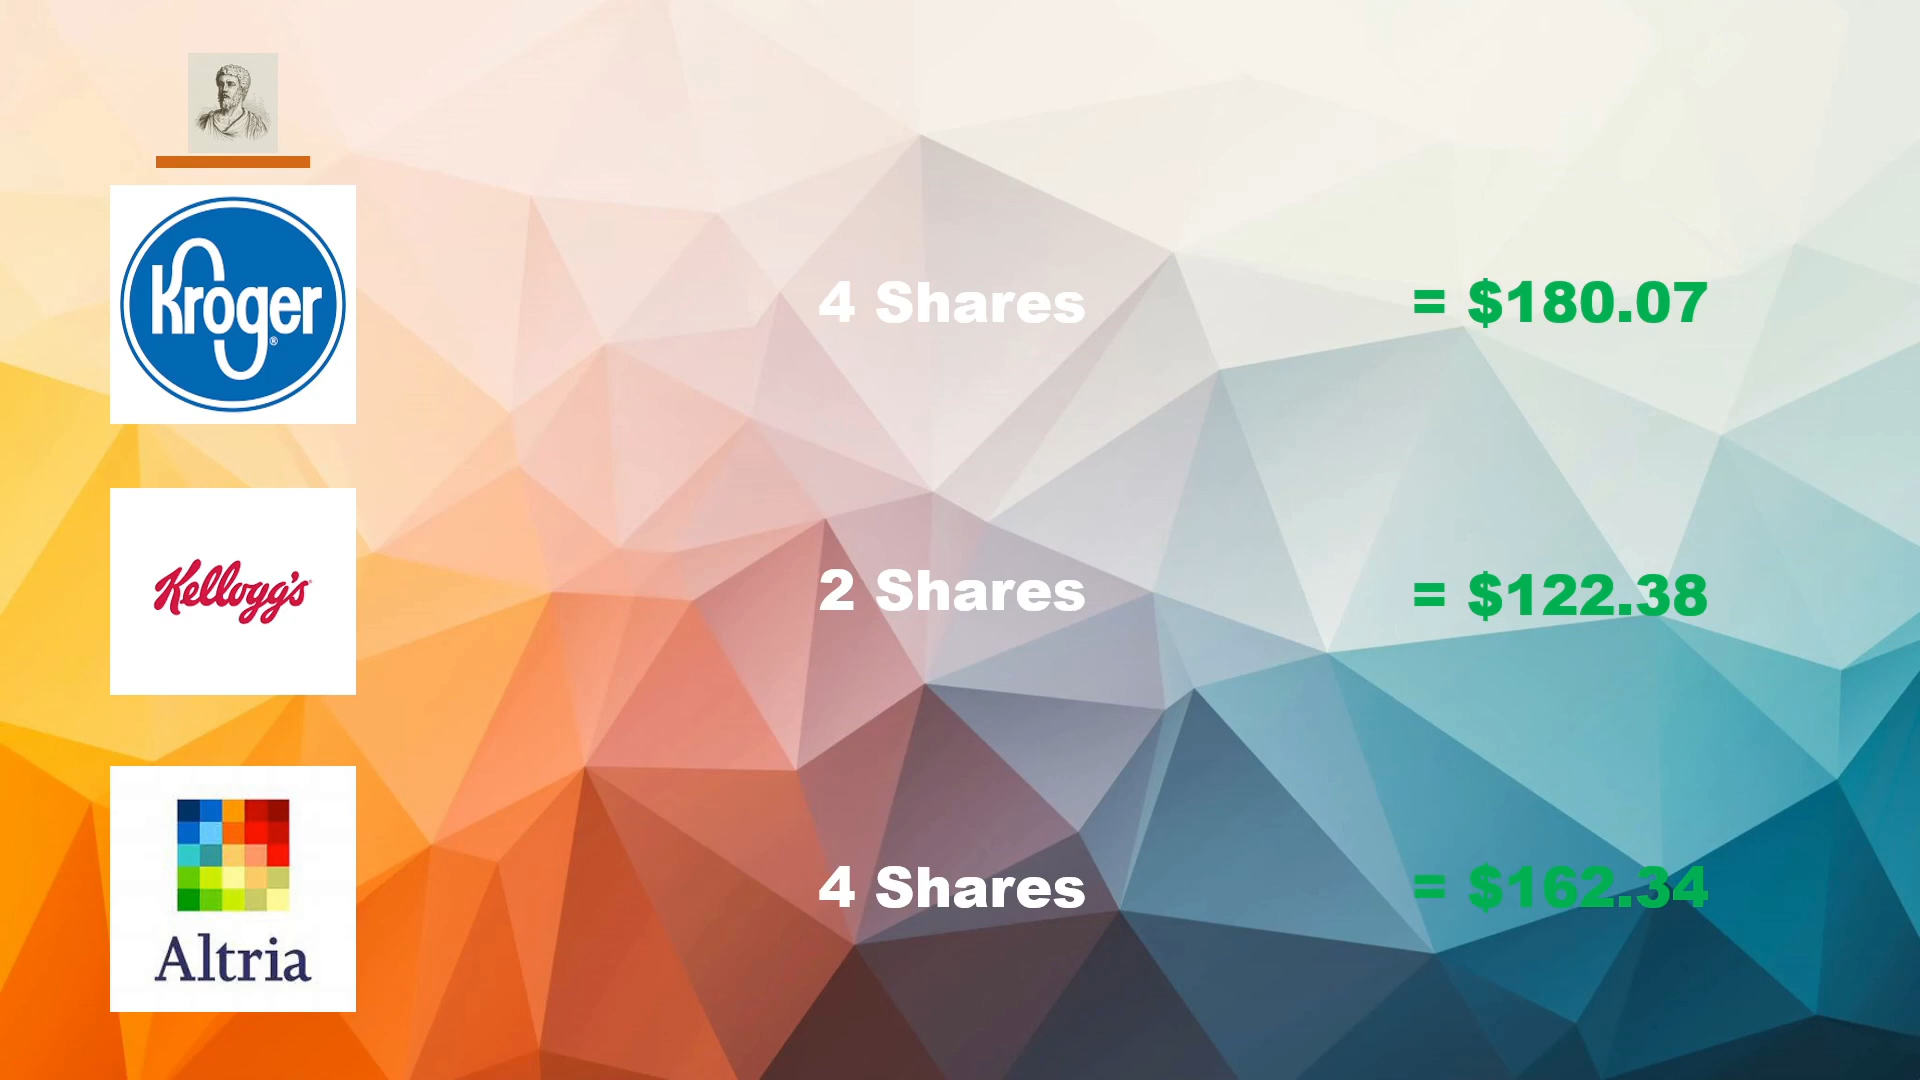 Kroger®
4 Shares = $180.07
Kellogg's
2 Shares = $122.38
Altria
4 Shares = $162.34